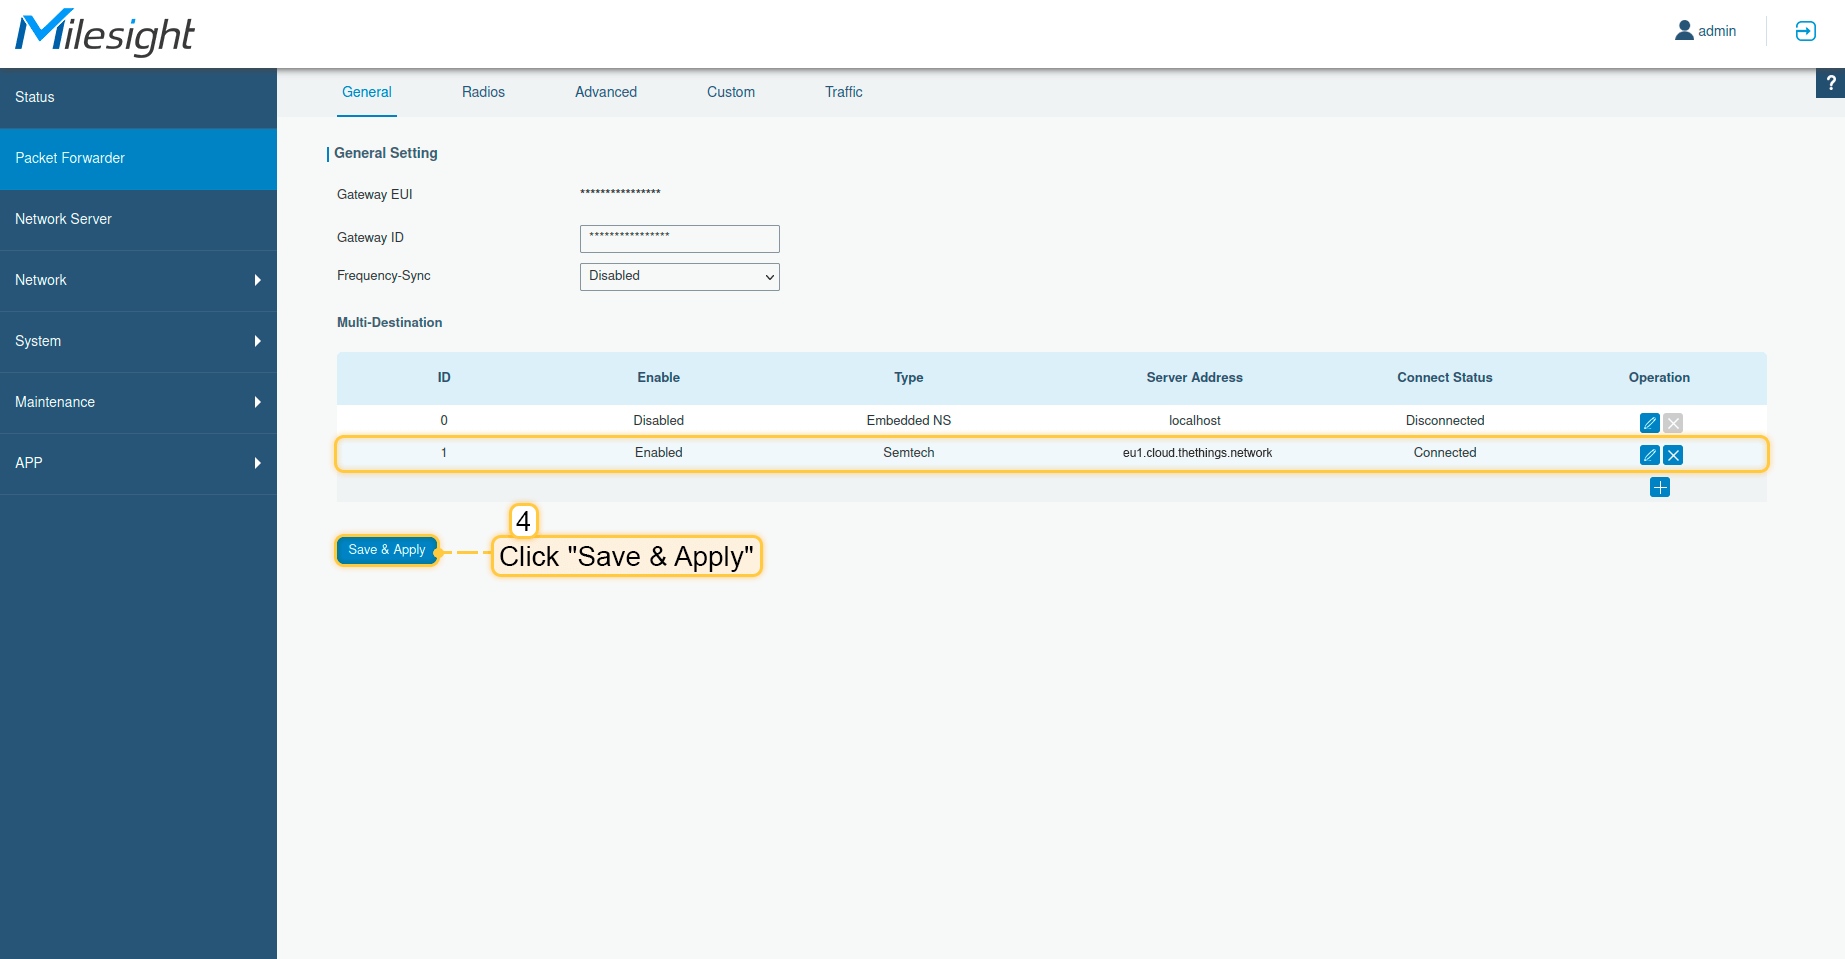 Milesight
admin
Status
Packet Forwarder
Network Server
Network
System
Maintenance
APP
General Radios Advanced Custom Traffic
?
General Setting
Gateway EUI ****************
Gateway ID ****************
Frequency-Sync Disabled
Multi-Destination
ID Enable Type Server Address Connect Status Operation
0 Disabled Embedded NS localhost Disconnected
1 Enabled Semtech eu1.cloud.thethings.network Connected
4
Save & Apply Click "Save & Apply"